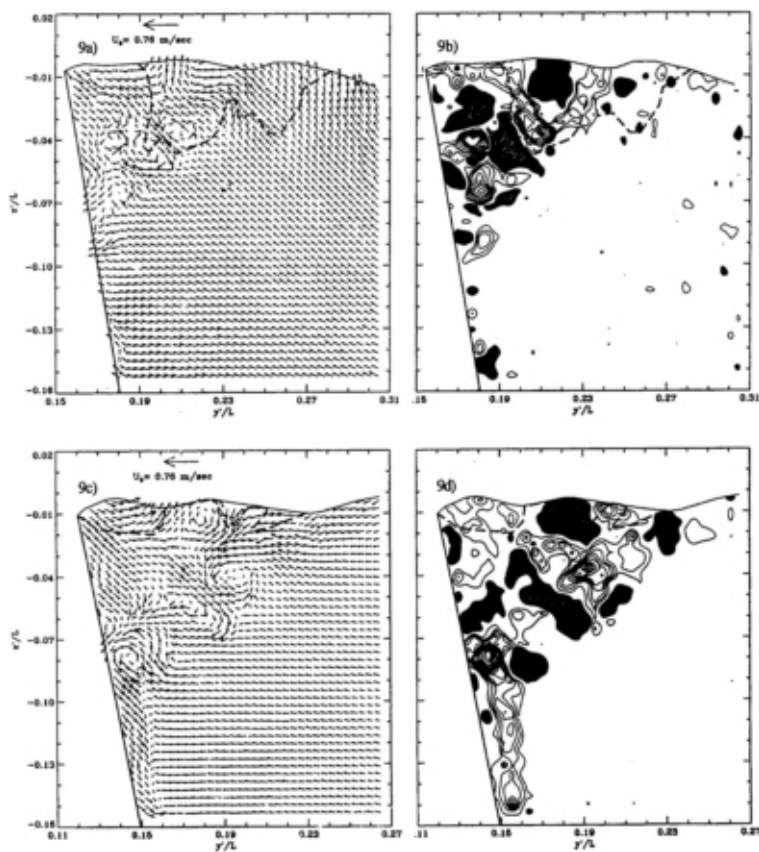 9a)
U = 0.76 m/sec
9b)
0.02
-0.01
-0.04
-0.07
-0.10
-0.13
-0.16
0.15 0.19 0.23 0.27 0.31
y'/L
.15 0.19 0.23 0.27 0.31
y'/L
9c)
U = 0.76 m/sec
9d)
0.02
-0.01
-0.04
-0.07
-0.10
-0.13
-0.16
0.11 0.15 0.19 0.23 0.27
y'/L
.11 0.15 0.19 0.23
y'/L